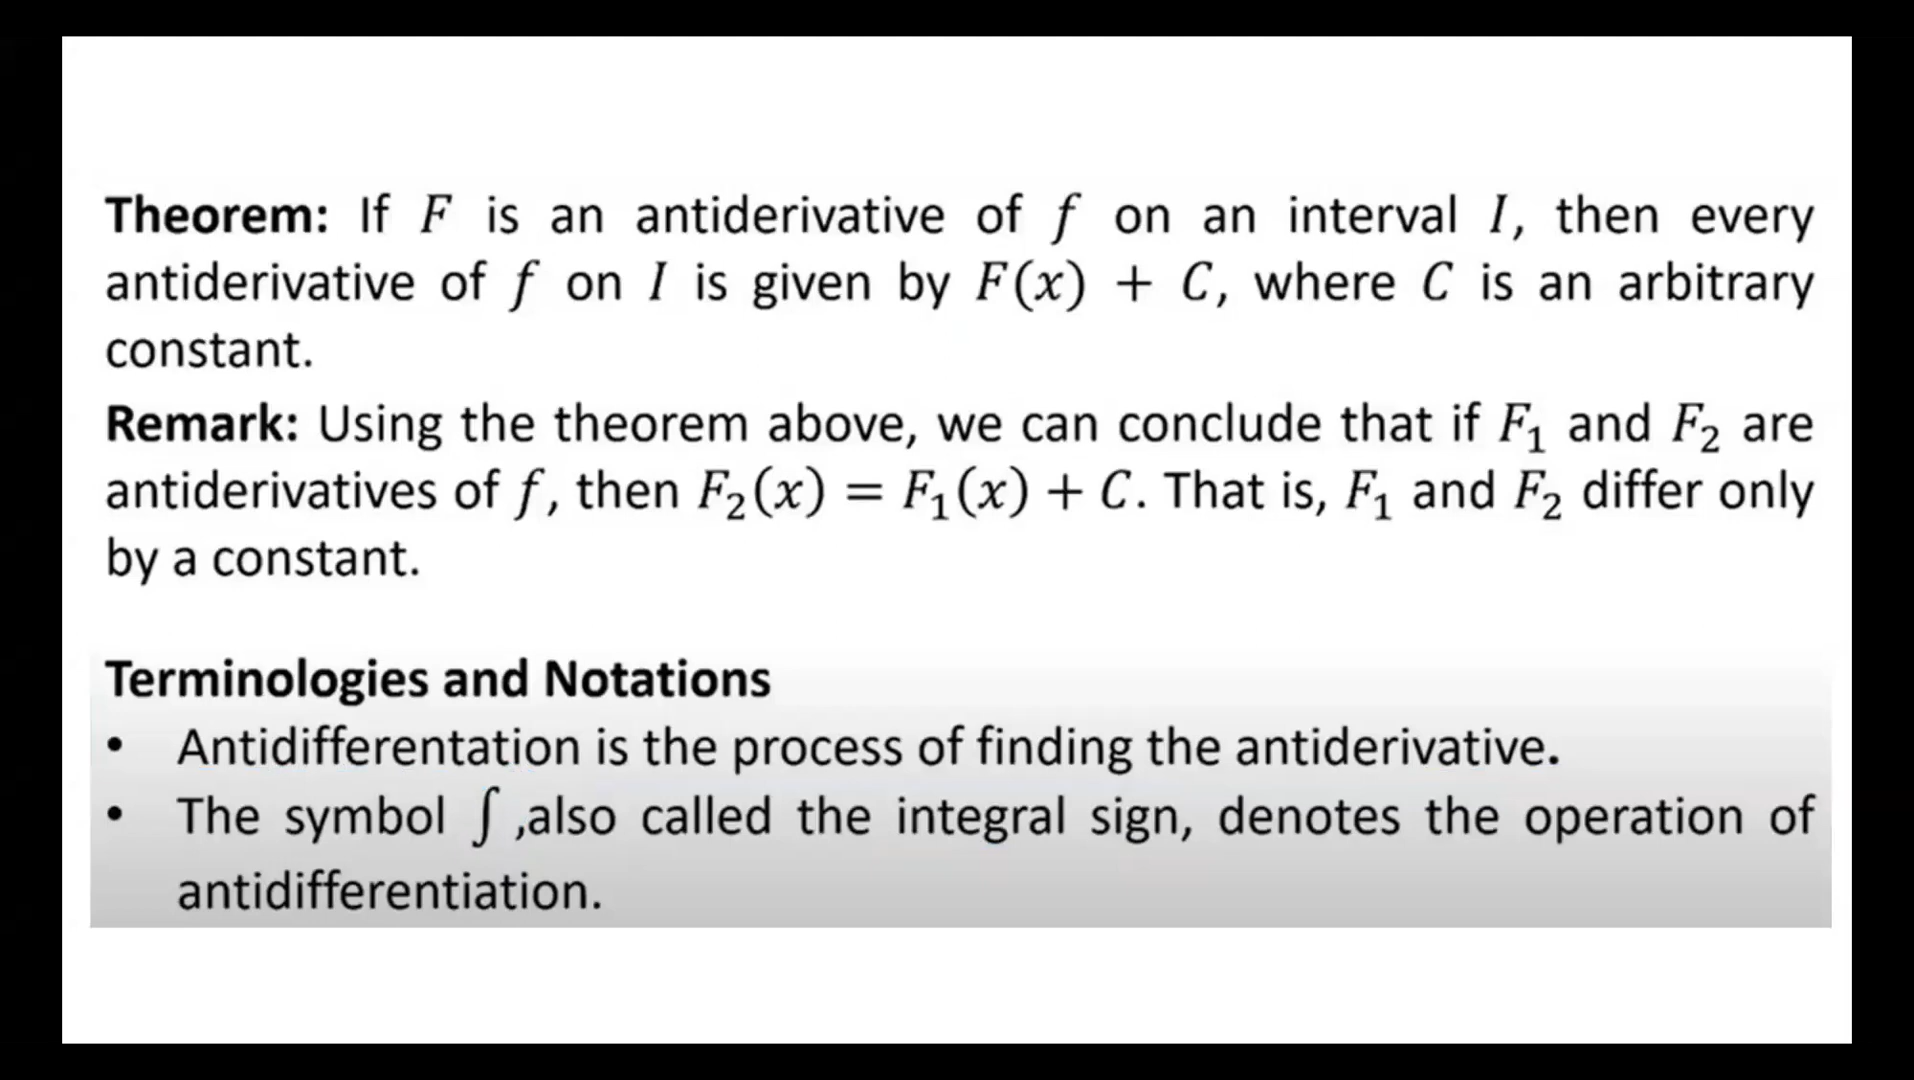 Theorem: If F is an antiderivative of f on an interval I, then every
antiderivative of f on I is given by F(x) + C, where C is an arbitrary
constant.
Remark: Using the theorem above, we can conclude that if F₁ and F₂ are
antiderivatives of f, then F₂(x) = F₁(x) + C. That is, F₁ and F₂ differ only
by a constant.
Terminologies and Notations
• Antidifferentation is the process of finding the antiderivative.
• The symbol ∫ ,also called the integral sign, denotes the operation of
antidifferentiation.